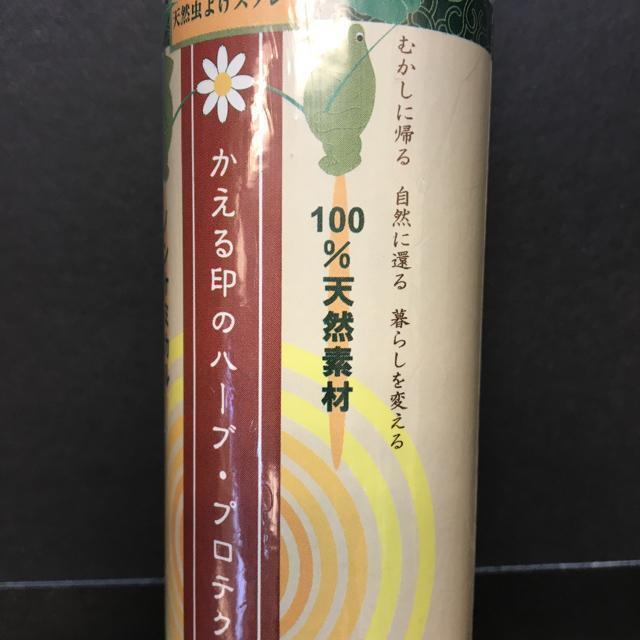 天然虫よけスプレー
むかしに帰る 自然に還る 暮らしを変える
100%天然素材
かえる印のハーブ・プロテク